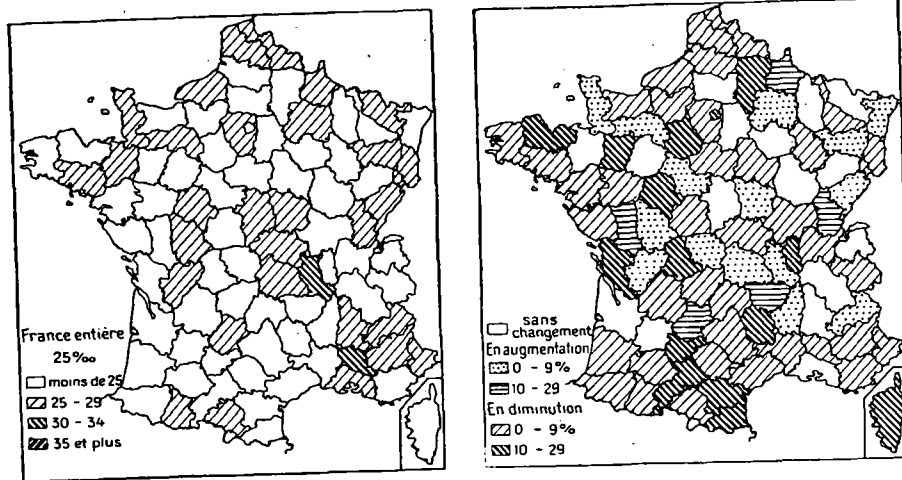 France entière
25‰
moins de 25
25 - 29
30 - 34
35 et plus
sans
changement
En augmentation
0 - 9%
10 - 29
En diminution
0 - 9%
10 - 29